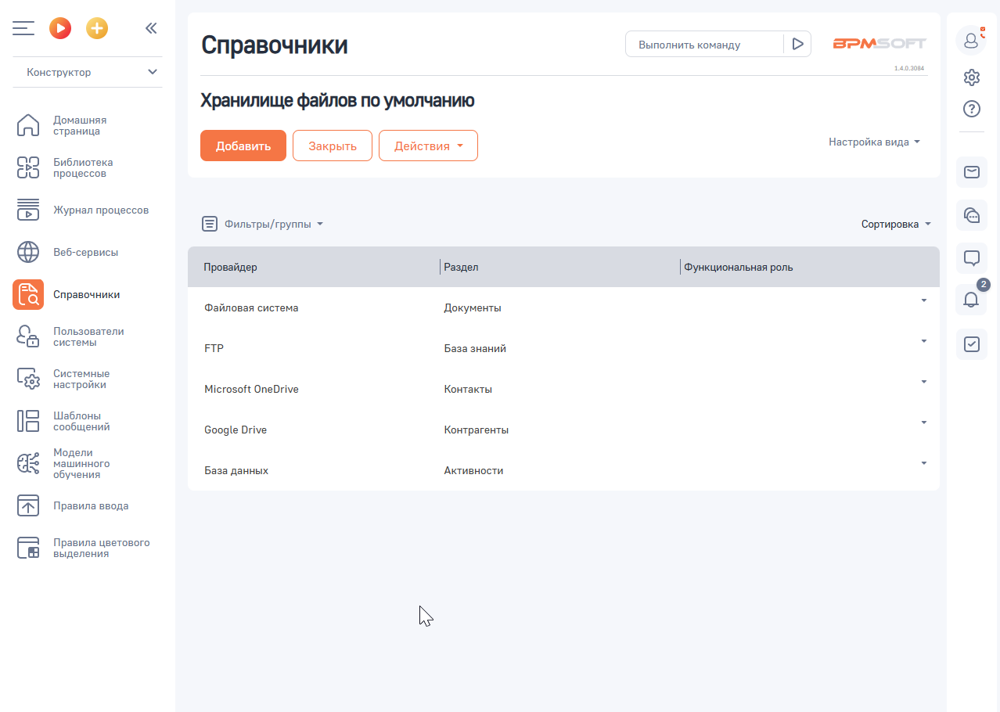 Конструктор
Домашняя
страница
Библиотека
процессов
Журнал процессов
Веб-сервисы
Справочники
Пользователи
системы
Системные
настройки
Шаблоны
сообщений
Модели
машинного
обучения
Правила ввода
Правила цветового
выделения
Справочники
Выполнить команду
BPMSOFT
1.4.0.3084
Хранилище файлов по умолчанию
Добавить
Закрыть
Действия
Настройка вида
Фильтры/группы
Сортировка
Провайдер Раздел Функциональная роль
Файловая система Документы
FTP База знаний
Microsoft OneDrive Контакты
Google Drive Контрагенты
База данных Активности
2